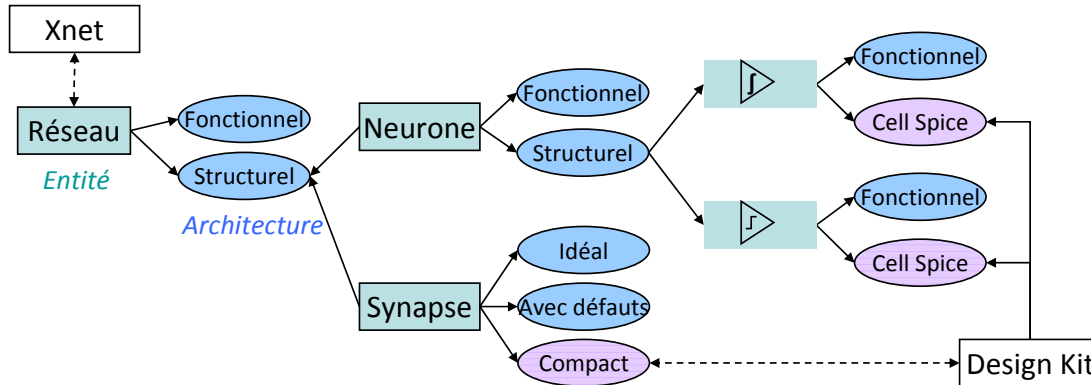 Xnet
Réseau
Entité
Fonctionnel
Structurel
Architecture
Neurone
Fonctionnel
Structurel
Synapse
Idéal
Avec défauts
Compact
∫
Fonctionnel
Cell Spice
Fonctionnel
Cell Spice
Design Kit